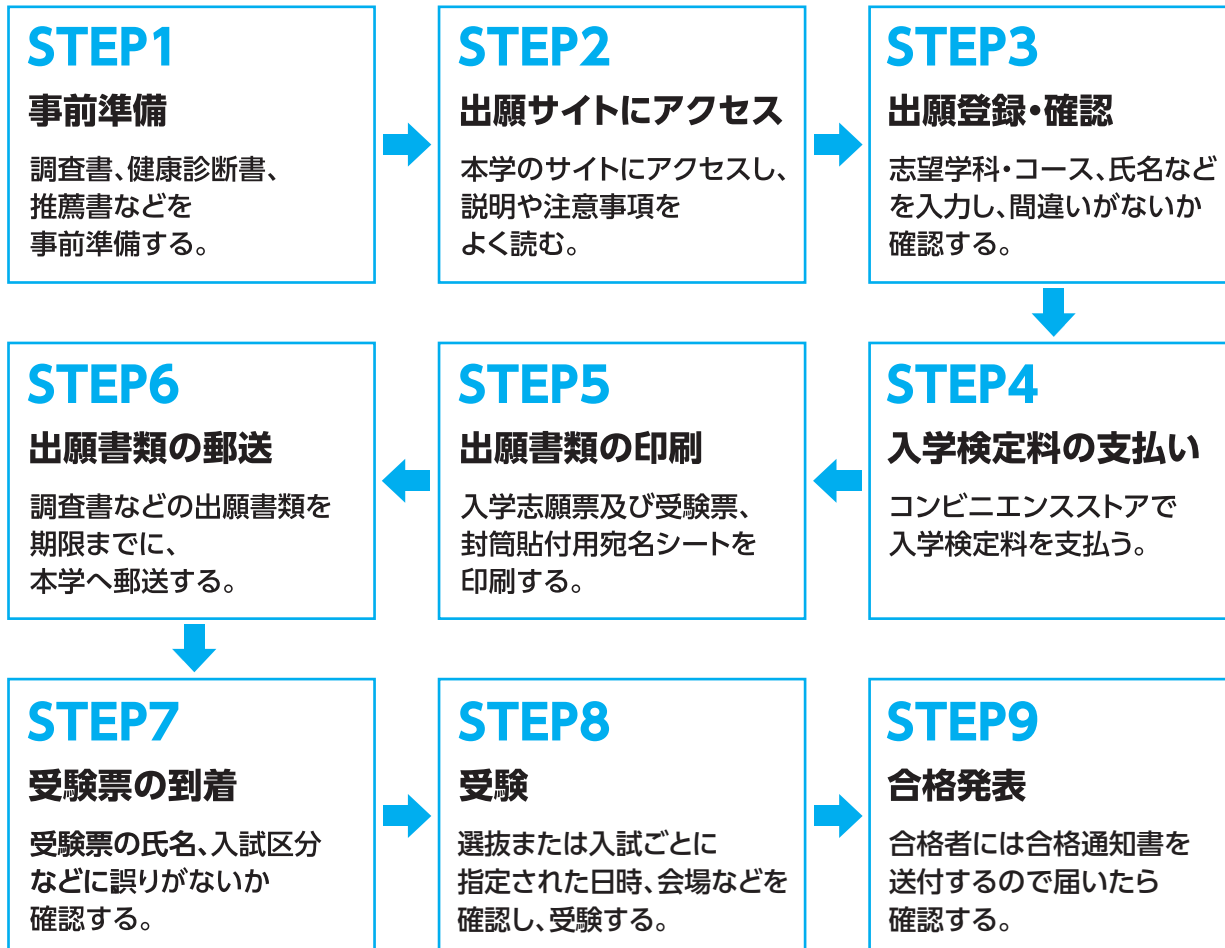 STEP1
事前準備
調査書、健康診断書、
推薦書などを
事前準備する。
STEP2
出願サイトにアクセス
本学のサイトにアクセスし、
説明や注意事項を
よく読む。
STEP3
出願登録・確認
志望学科・コース、氏名など
を入力し、間違いがないか
確認する。
STEP4
入学検定料の支払い
コンビニエンスストアで
入学検定料を支払う。
STEP5
出願書類の印刷
入学志願票及び受験票、
封筒貼付用宛名シートを
印刷する。
STEP6
出願書類の郵送
調査書などの出願書類を
期限までに、
本学へ郵送する。
STEP7
受験票の到着
受験票の氏名、入試区分
などに誤りがないか
確認する。
STEP8
受験
選抜または入試ごとに
指定された日時、会場などを
確認し、受験する。
STEP9
合格発表
合格者には合格通知書を
送付するので届いたら
確認する。